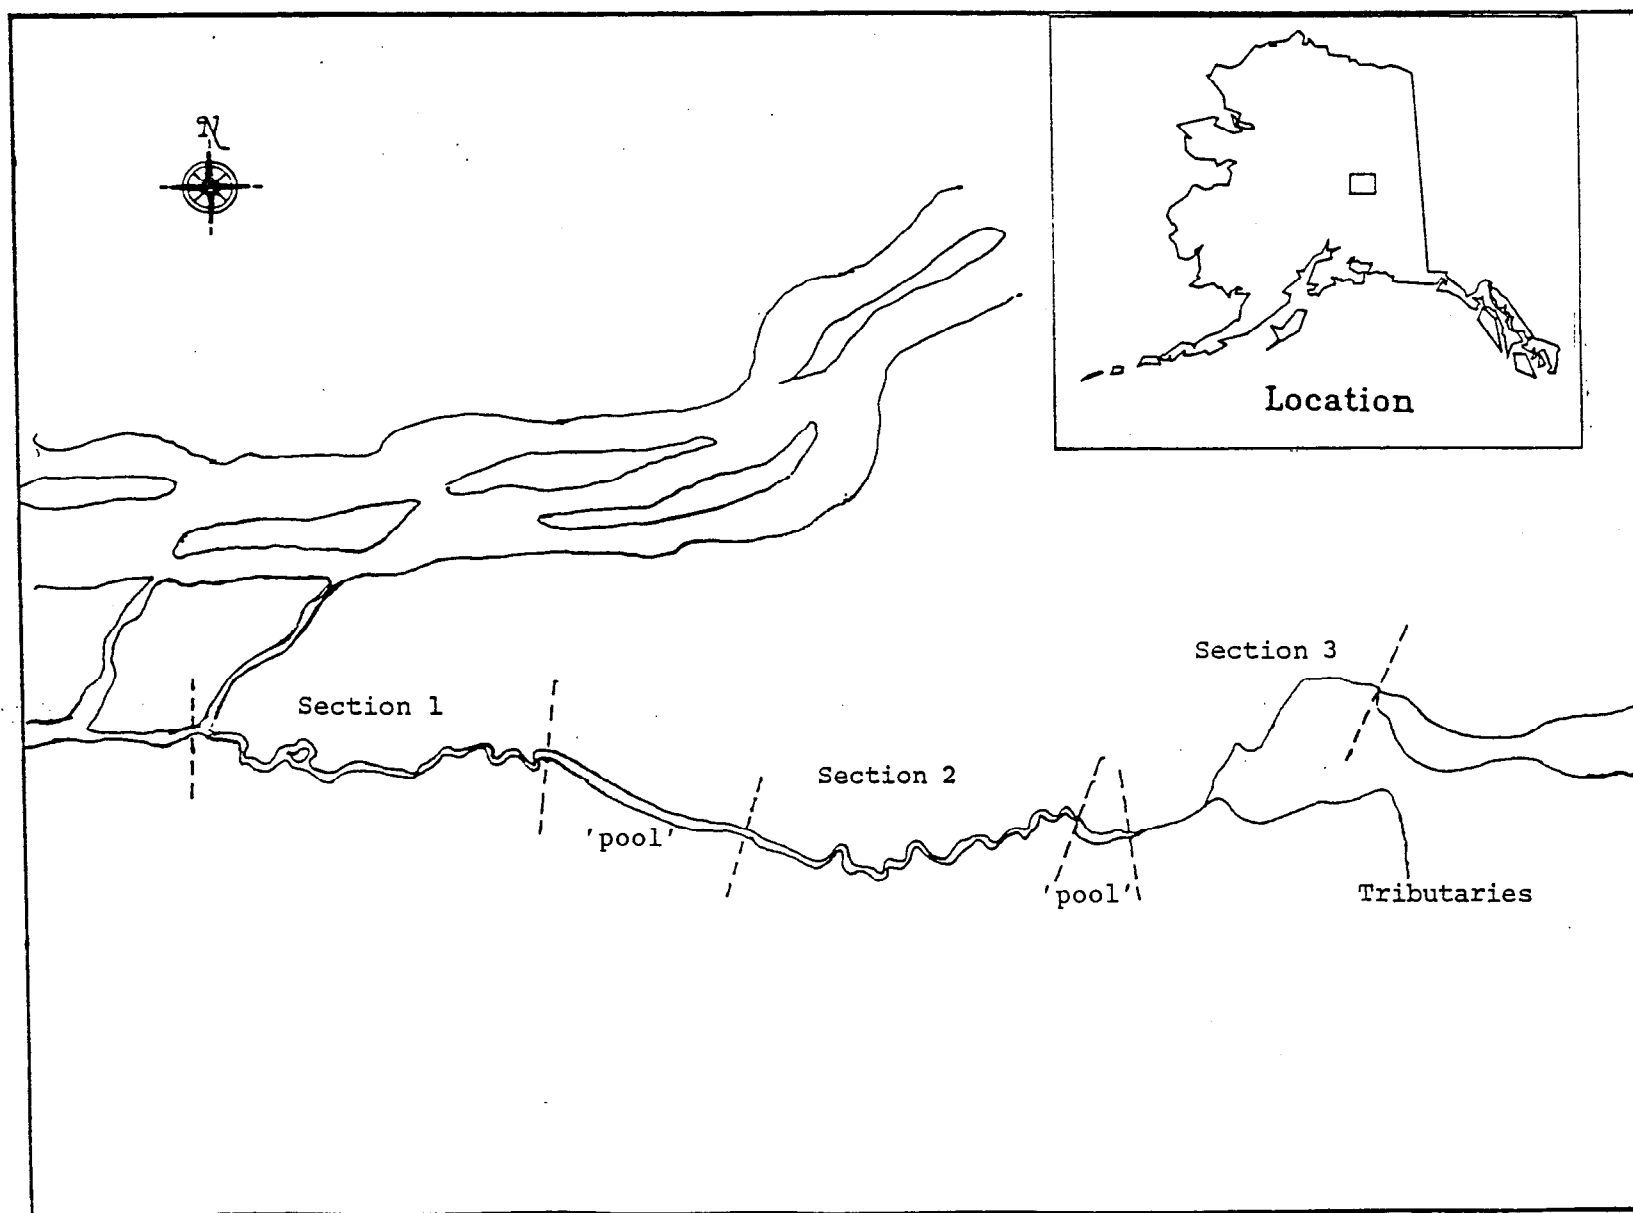 N
Location
Section 3
Section 1
Section 2
'pool'
'pool'
Tributaries